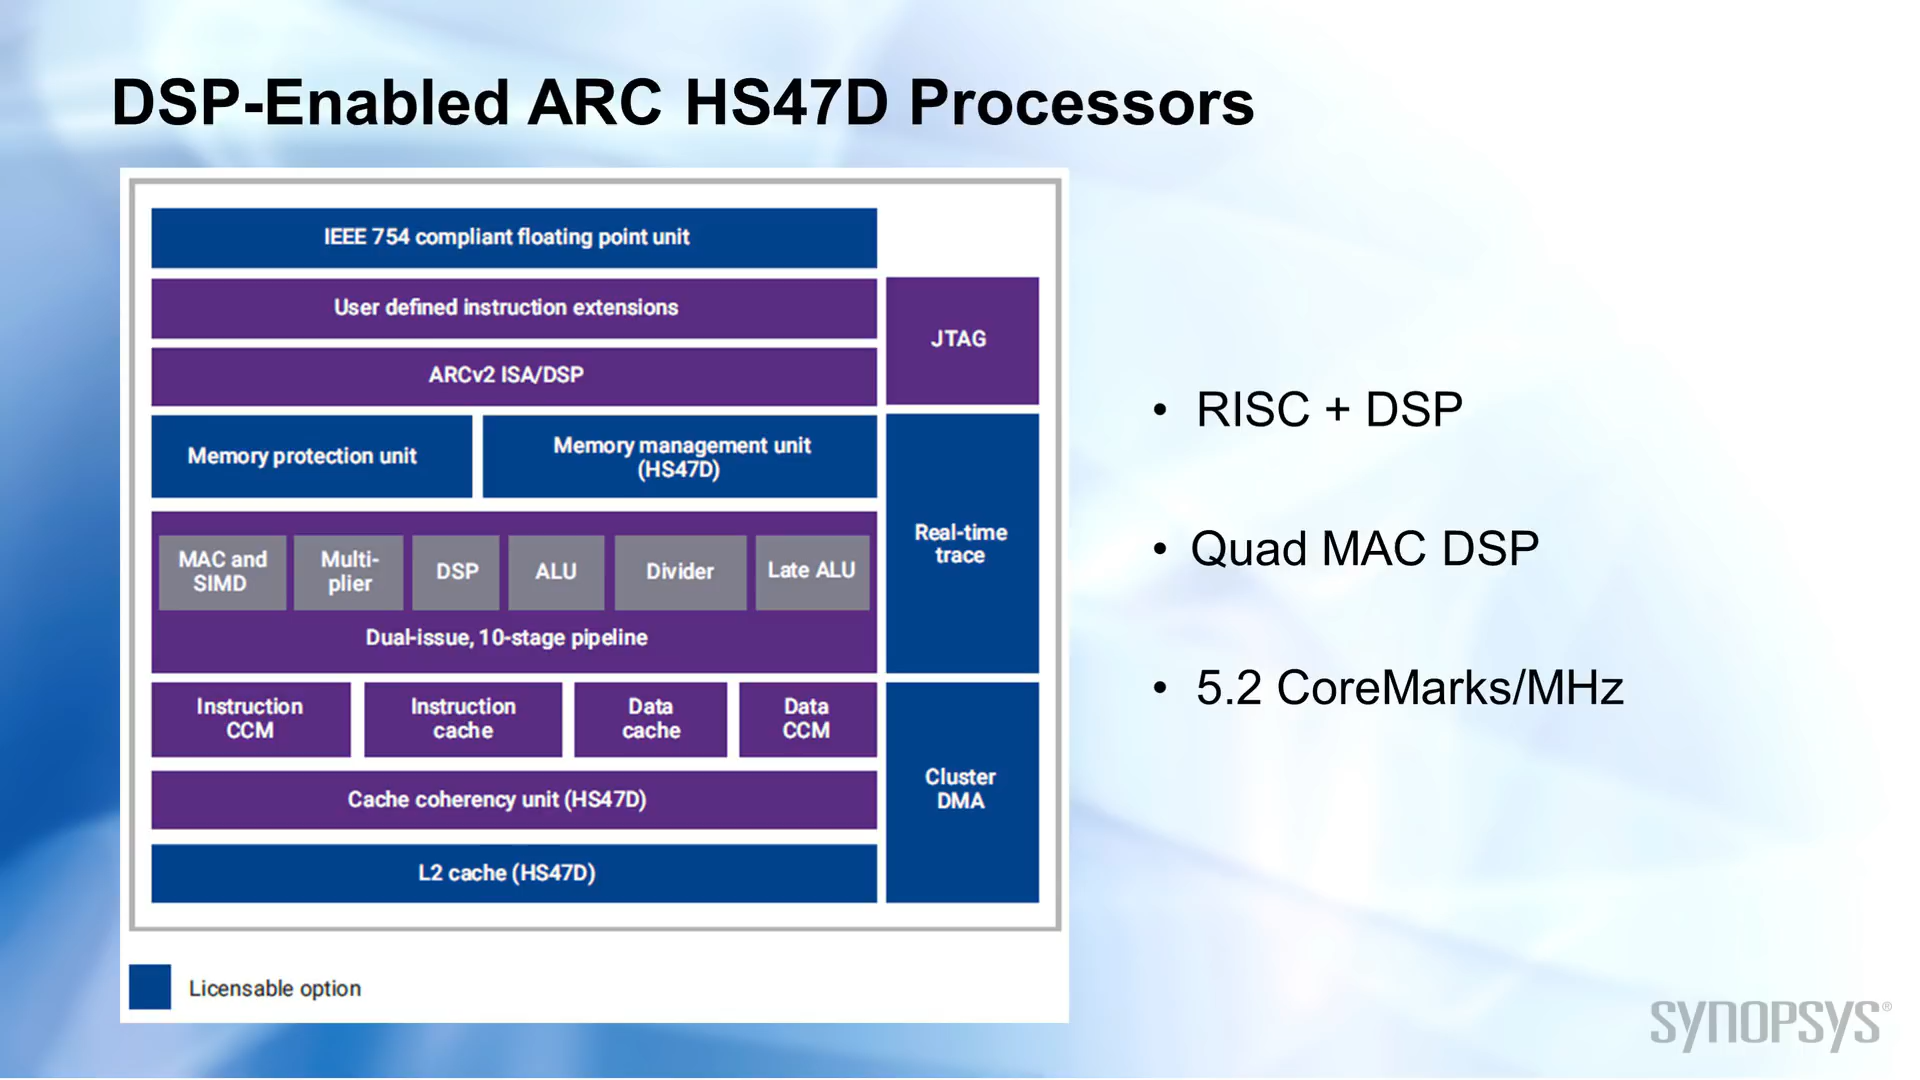 DSP-Enabled ARC HS47D Processors
IEEE 754 compliant floating point unit
User defined instruction extensions
JTAG
ARCv2 ISA/DSP
Memory protection unit
Memory management unit
(HS47D)
Real-time
trace
MAC and
SIMD
Multi-
plier
DSP
ALU
Divider
Late ALU
Dual-issue, 10-stage pipeline
Instruction
CCM
Instruction
cache
Data
cache
Data
CCM
Cluster
DMA
Cache coherency unit (HS47D)
L2 cache (HS47D)
Licensable option
• RISC + DSP
• Quad MAC DSP
• 5.2 CoreMarks/MHz
SYNOPSYS®